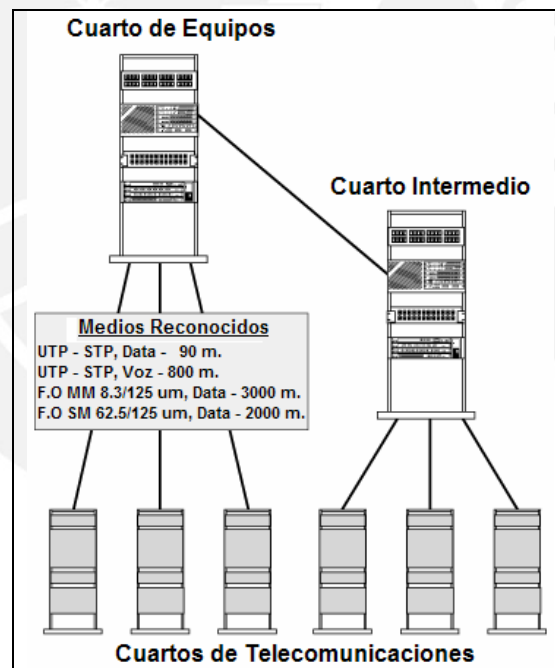 Cuarto de Equipos
Cuarto Intermedio
Medios Reconocidos
UTP - STP, Data - 90 m.
UTP - STP, Voz - 800 m.
F.O MM 8.3/125 um, Data - 3000 m.
F.O SM 62.5/125 um, Data - 2000 m.
Cuartos de Telecomunicaciones